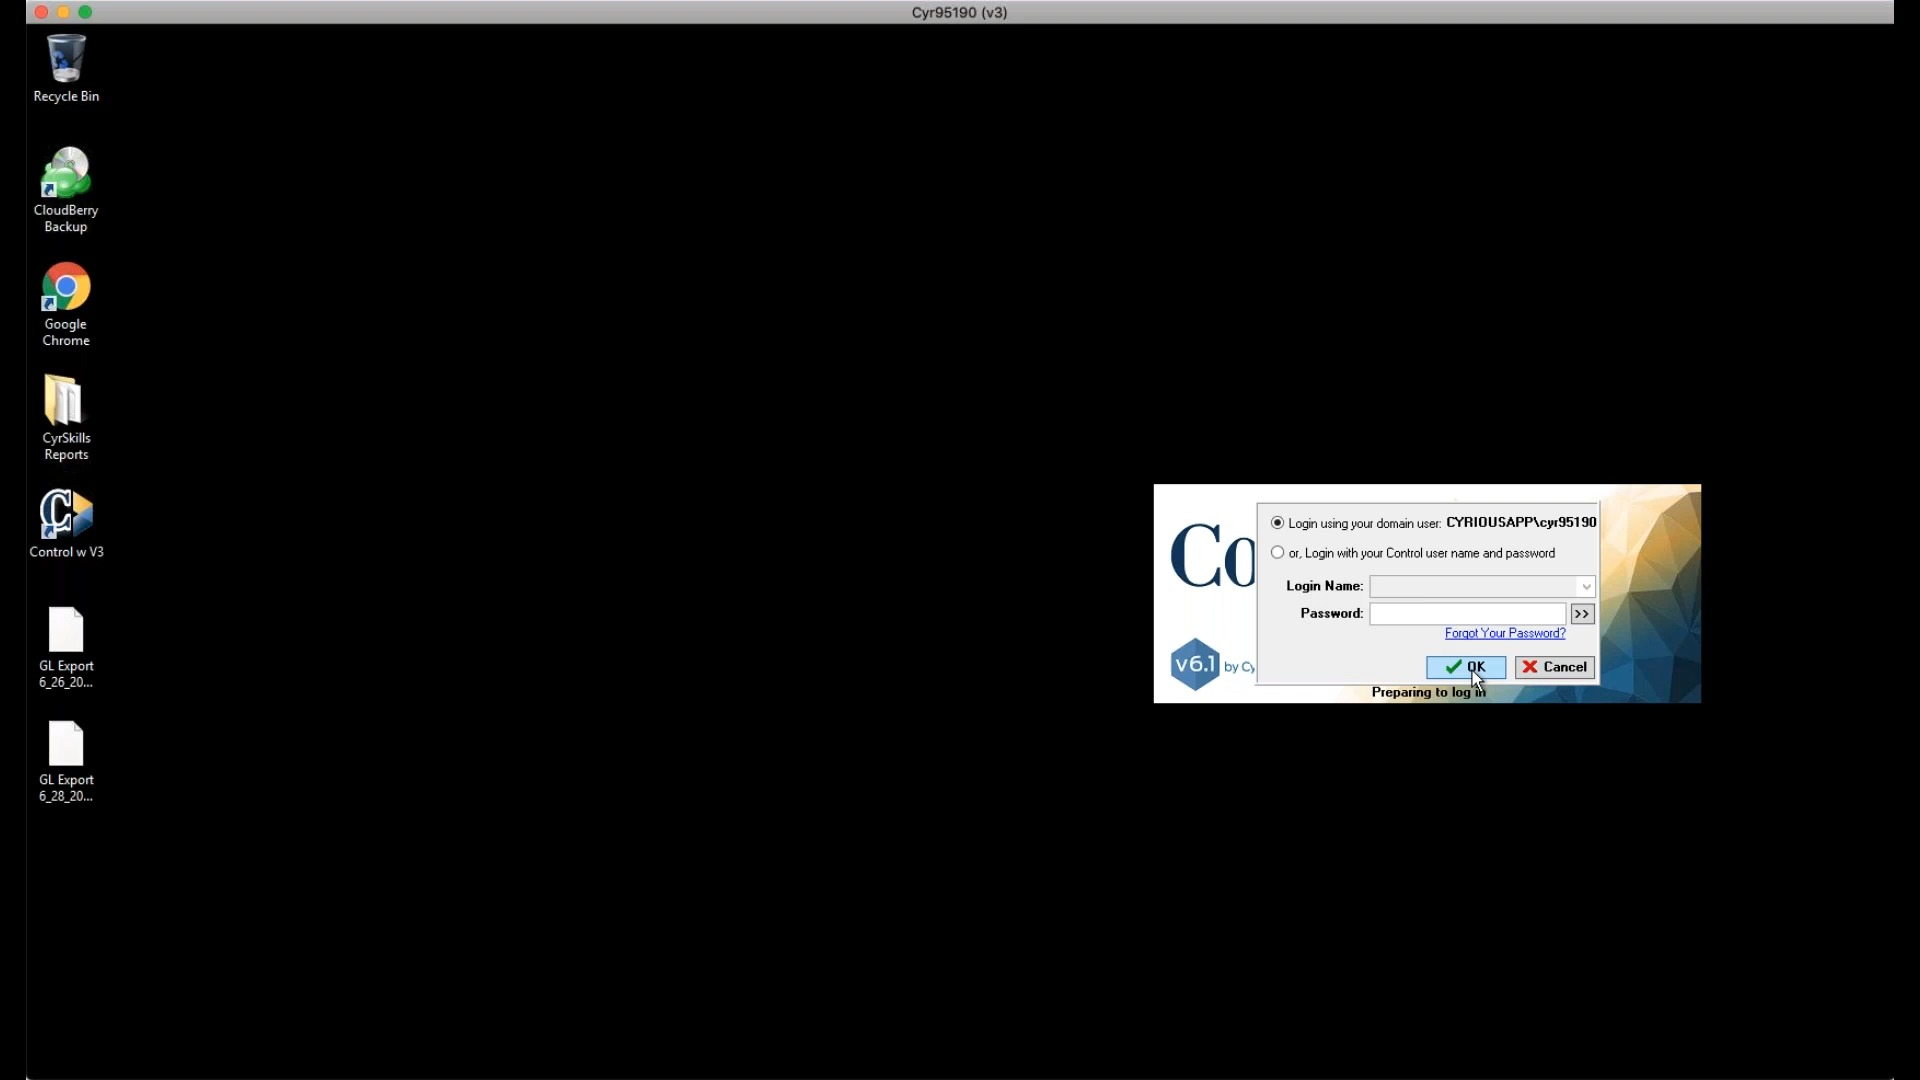 Cyr95190 (v3)
Recycle Bin
CloudBerry
Backup
Google
Chrome
CyrSkills
Reports
Control w V3
GL Export
6_26_20...
GL Export
6_28_20...
Co
Login using your domain user: CYRIOUSAPP\cyr95190
or, Login with your Control user name and password
Login Name:
Password:
>>
Forgot Your Password?
v6.1 by Cy
OK
Cancel
Preparing to log in